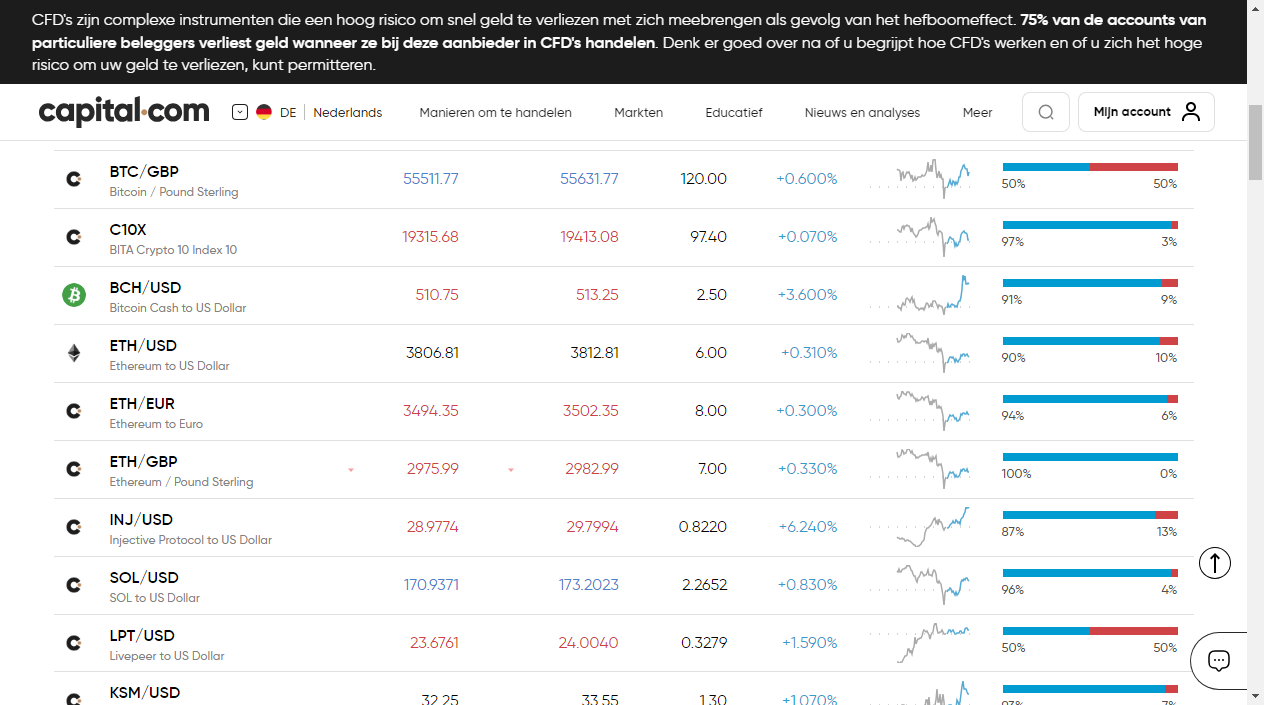 CFD's zijn complexe instrumenten die een hoog risico om snel geld te verliezen met zich meebrengen als gevolg van het hefboomeffect. 75% van de accounts van
particuliere beleggers verliest geld wanneer ze bij deze aanbieder in CFD's handelen. Denk er goed over na of u begrijpt hoe CFD's werken en of u zich het hoge
risico om uw geld te verliezen, kunt permitteren.
capital.com DE Nederlands Manieren om te handelen Markten Educatief Nieuws en analyses Meer Mijn account
BTC/GBP 55511.77 55631.77 120.00 +0.600%
Bitcoin / Pound Sterling 50% 50%
C10X 19315.68 19413.08 97.40 +0.070%
BITA Crypto 10 Index 10 97% 3%
BCH/USD 510.75 513.25 2.50 +3.600%
Bitcoin Cash to US Dollar 91% 9%
ETH/USD 3806.81 3812.81 6.00 +0.310%
Ethereum to US Dollar 90% 10%
ETH/EUR 3494.35 3502.35 8.00 +0.300%
Ethereum to Euro 94% 6%
ETH/GBP 2975.99 2982.99 7.00 +0.330%
Ethereum / Pound Sterling 100% 0%
INJ/USD 28.9774 29.7994 0.8220 +6.240%
Injective Protocol to US Dollar 87% 13%
SOL/USD 170.9371 173.2023 2.2652 +0.830%
SOL to US Dollar 96% 4%
LPT/USD 23.6761 24.0040 0.3279 +1.590%
Livepeer to US Dollar 50% 50%
KSM/USD 32.25 33.55 1.30 +1.070%